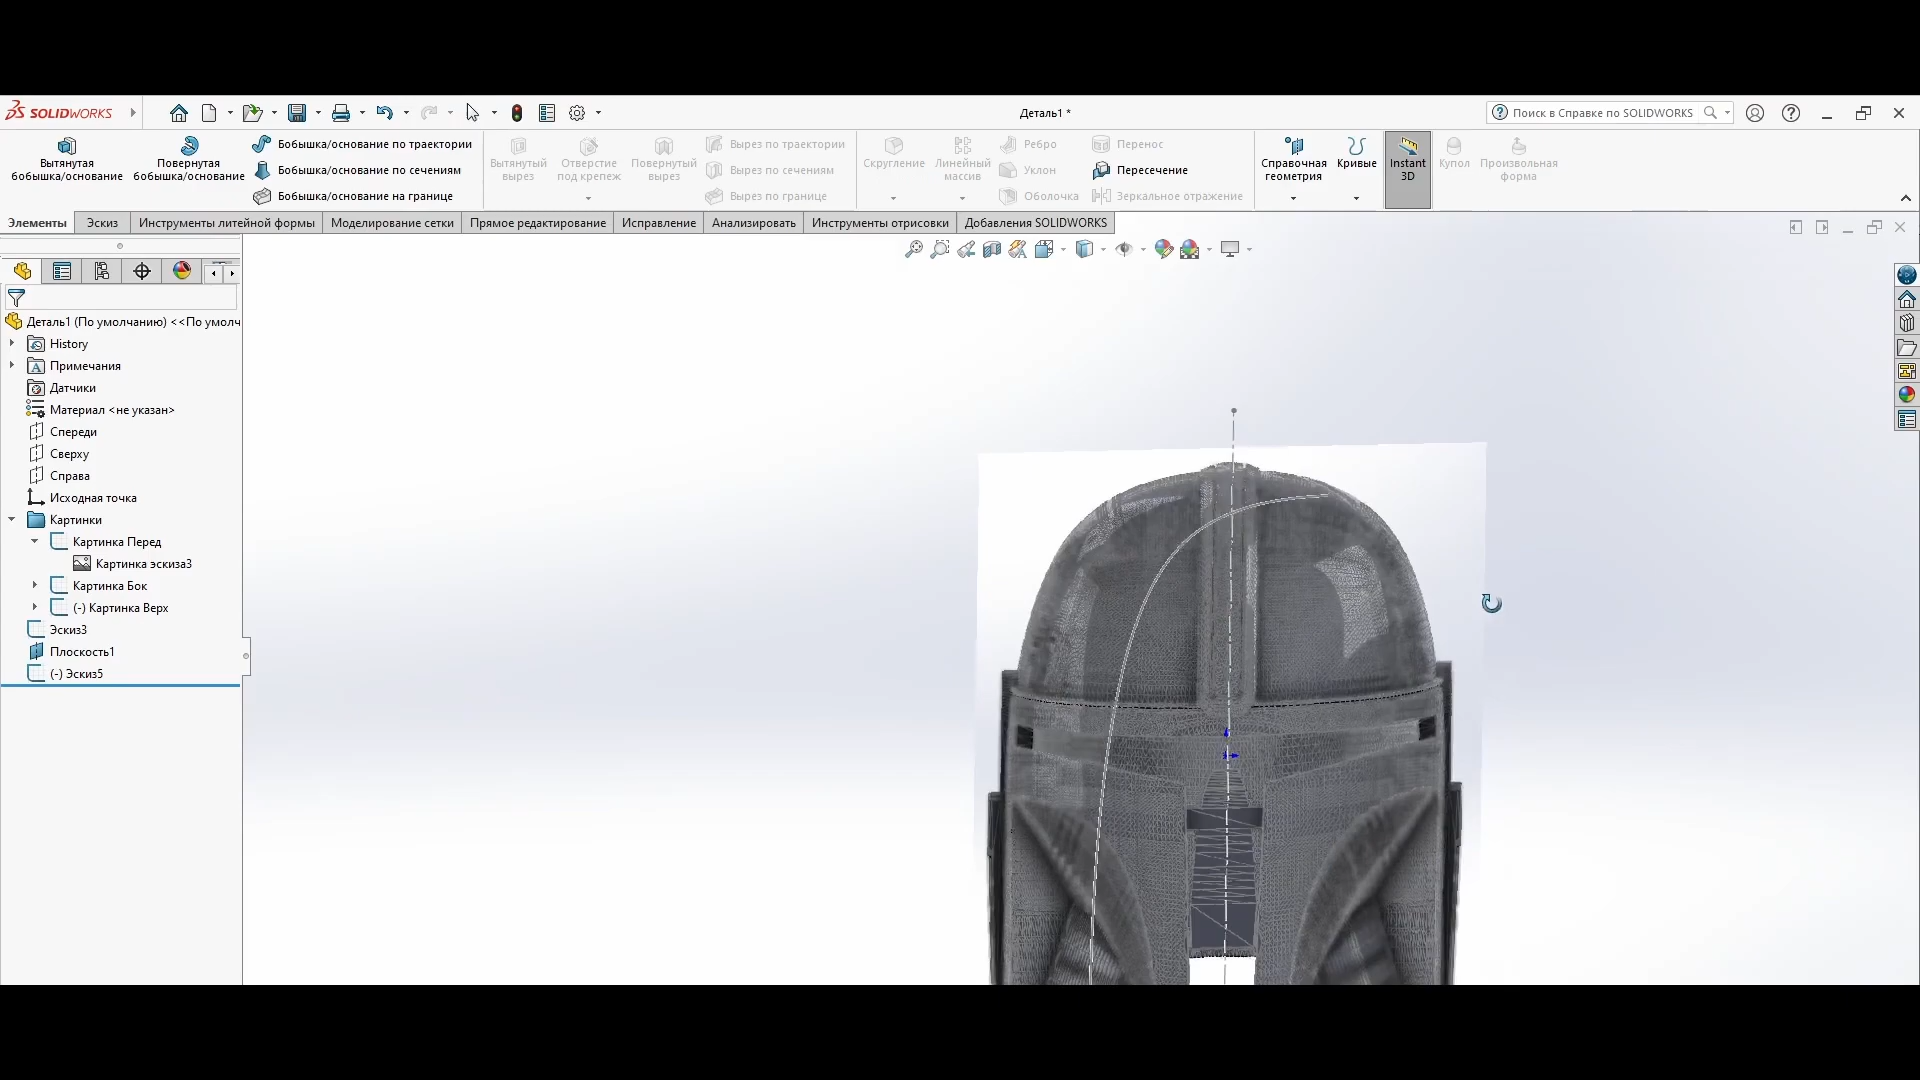 SOLIDWORKS
Деталь1 *
Поиск в Справке по SOLIDWORKS
Вытянутая бобышка/основание
Повернутая бобышка/основание
Бобышка/основание по траектории
Бобышка/основание по сечениям
Бобышка/основание на границе
Вытянутый вырез
Отверстие под крепеж
Повернутый вырез
Вырез по траектории
Вырез по сечениям
Вырез по границе
Скругление
Линейный массив
Ребро
Уклон
Оболочка
Перенос
Пересечение
Зеркальное отражение
Справочная геометрия
Кривые
Instant 3D
Купол
Произвольная форма
Элементы
Эскиз
Инструменты литейной формы
Моделирование сетки
Прямое редактирование
Исправление
Анализировать
Инструменты отрисовки
Добавления SOLIDWORKS
Деталь1 (По умолчанию) <<По умолч
History
Примечания
Датчики
Материал <не указан>
Спереди
Сверху
Справа
Исходная точка
Картинки
Картинка Перед
Картинка эскиза3
Картинка Бок
(-) Картинка Верх
Эскиз3
Плоскость1
(-) Эскиз5